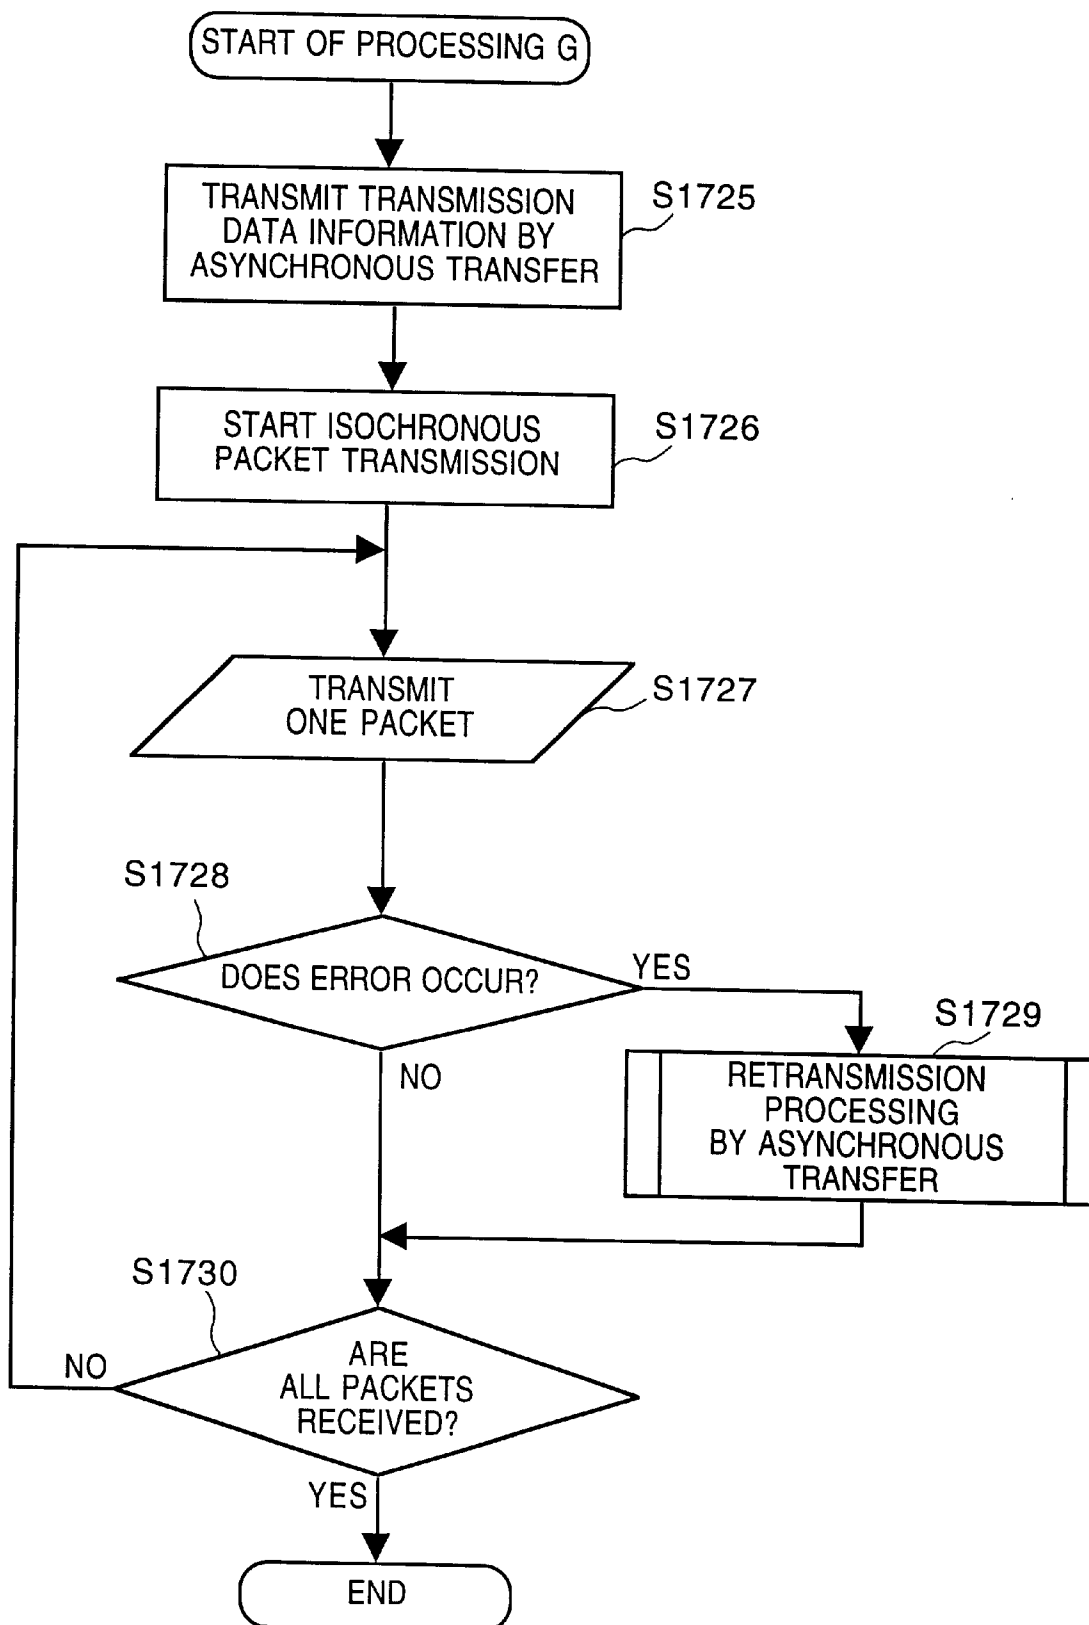 START OF PROCESSING G
TRANSMIT TRANSMISSION
DATA INFORMATION BY
ASYNCHRONOUS TRANSFER
S1725
START ISOCHRONOUS
PACKET TRANSMISSION
S1726
TRANSMIT
ONE PACKET
S1727
S1728
DOES ERROR OCCUR?
YES
NO
S1729
RETRANSMISSION
PROCESSING
BY ASYNCHRONOUS
TRANSFER
S1730
ARE
ALL PACKETS
RECEIVED?
NO
YES
END